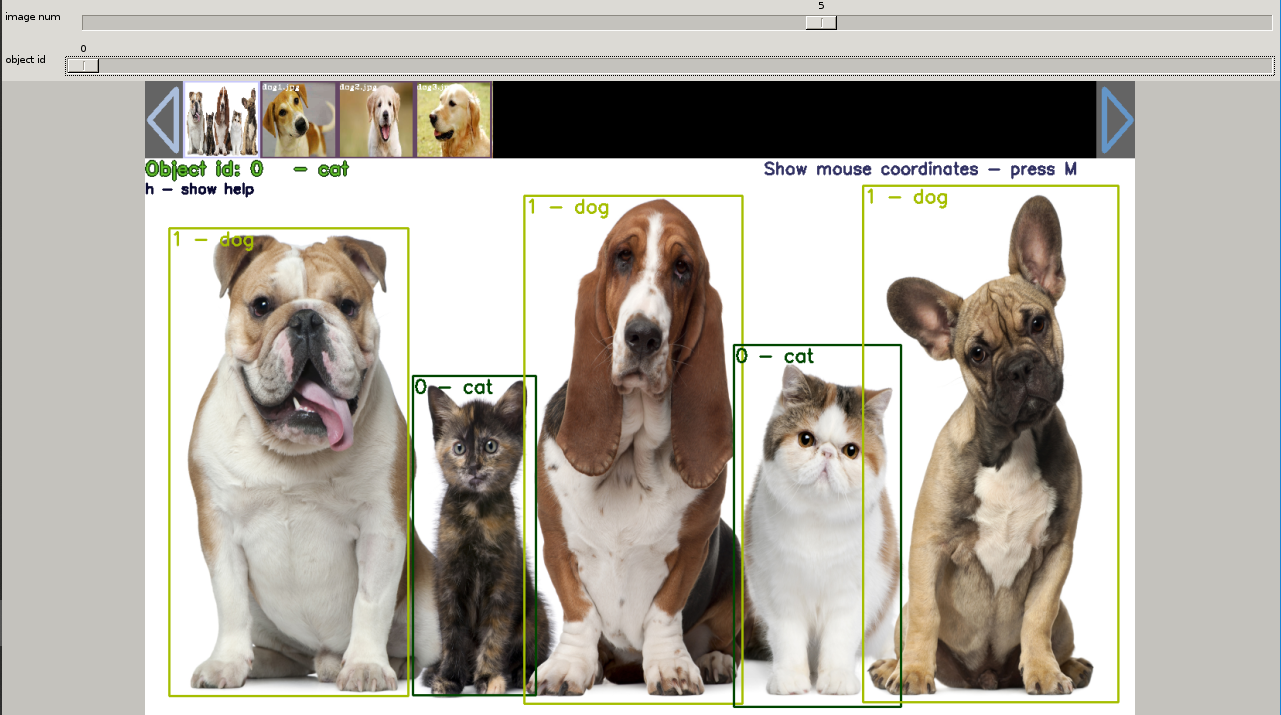 image num
5
object id
0
dog1.jpg
dog2.jpg
dog3.jpg
Object id: 0 - cat
Show mouse coordinates - press M
h - show help
1 - dog
1 - dog
1 - dog
0 - cat
0 - cat